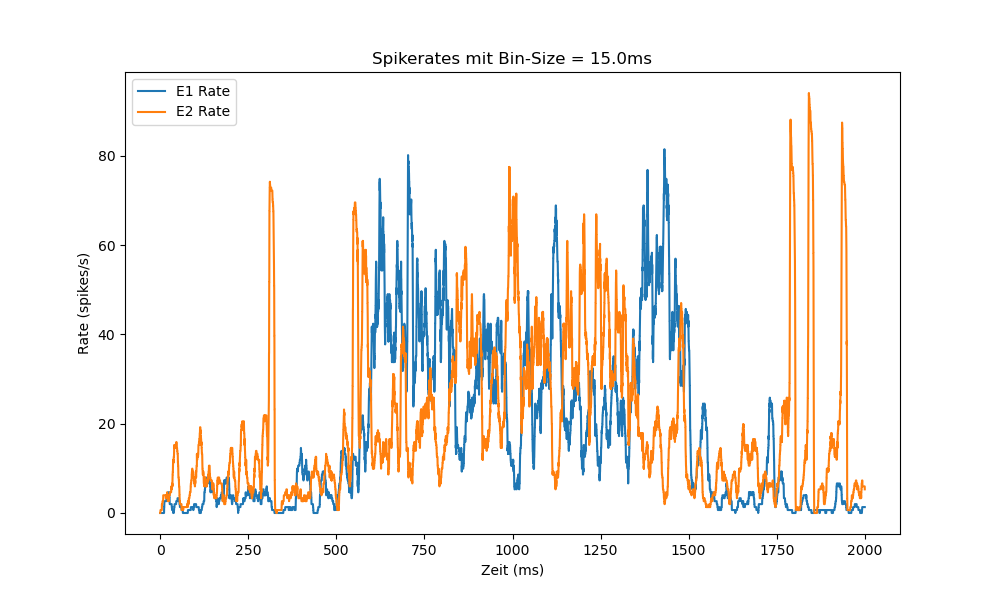 Spikerates mit Bin-Size = 15.0ms
E1 Rate
E2 Rate
Rate (spikes/s)
80
60
40
20
0
0 250 500 750 1000 1250 1500 1750 2000
Zeit (ms)